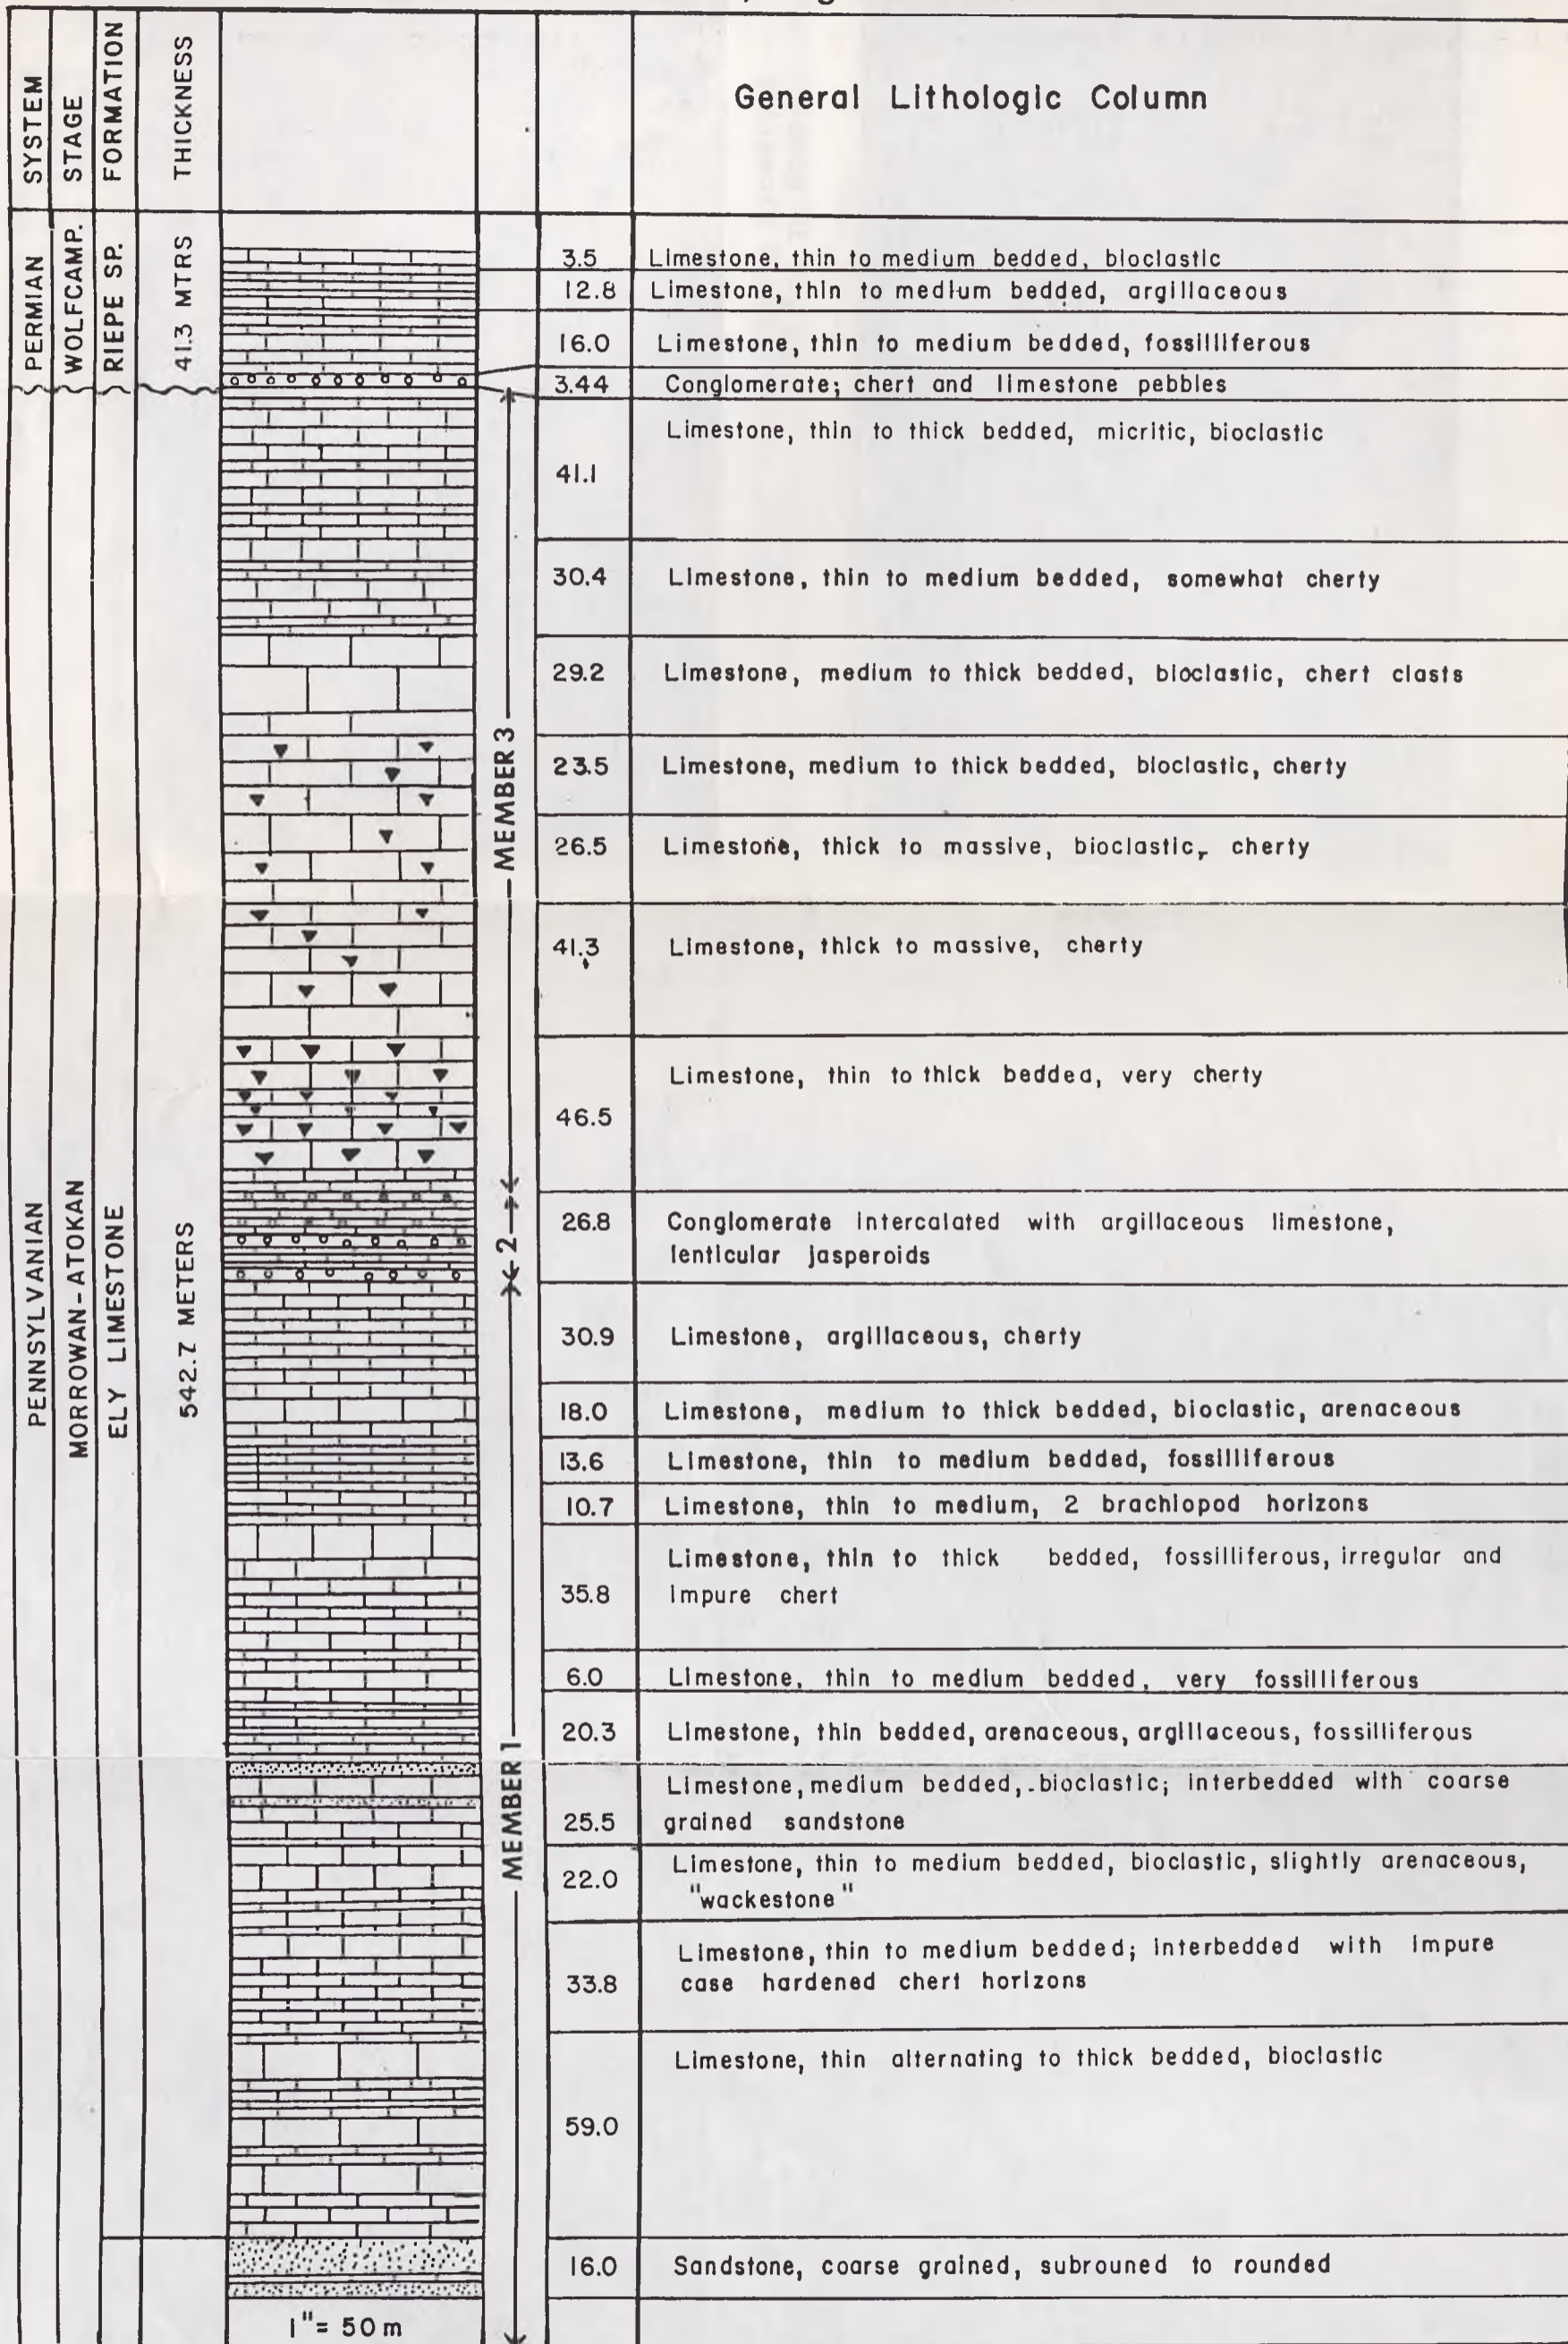 General Lithologic Column
SYSTEM
STAGE
FORMATION
THICKNESS
PERMIAN
WOLFCAMP.
RIEPE SP.
41.3 MTRS
3.5 Limestone, thin to medium bedded, bioclastic
12.8 Limestone, thin to medium bedded, argillaceous
16.0 Limestone, thin to medium bedded, fossilliferous
3.44 Conglomerate; chert and limestone pebbles
PENNSYLVANIAN
MORROWAN-ATOKAN
ELY LIMESTONE
542.7 METERS
MEMBER 3
Limestone, thin to thick bedded, micritic, bioclastic
41.1
30.4 Limestone, thin to medium bedded, somewhat cherty
29.2 Limestone, medium to thick bedded, bioclastic, chert clasts
23.5 Limestone, medium to thick bedded, bioclastic, cherty
26.5 Limestone, thick to massive, bioclastic, cherty
41.3 Limestone, thick to massive, cherty
Limestone, thin to thick bedded, very cherty
46.5
2
26.8 Conglomerate intercalated with argillaceous limestone,
lenticular jasperoids
MEMBER 1
30.9 Limestone, argillaceous, cherty
18.0 Limestone, medium to thick bedded, bioclastic, arenaceous
13.6 Limestone, thin to medium bedded, fossilliferous
10.7 Limestone, thin to medium, 2 brachiopod horizons
Limestone, thin to thick bedded, fossilliferous, irregular and
35.8 impure chert
6.0 Limestone, thin to medium bedded, very fossilliferous
20.3 Limestone, thin bedded, arenaceous, argillaceous, fossilliferous
Limestone, medium bedded, bioclastic; interbedded with coarse
25.5 grained sandstone
Limestone, thin to medium bedded, bioclastic, slightly arenaceous,
22.0 "wackestone"
Limestone, thin to medium bedded; interbedded with impure
33.8 case hardened chert horizons
Limestone, thin alternating to thick bedded, bioclastic
59.0
16.0 Sandstone, coarse grained, subrouned to rounded
1"= 50 m